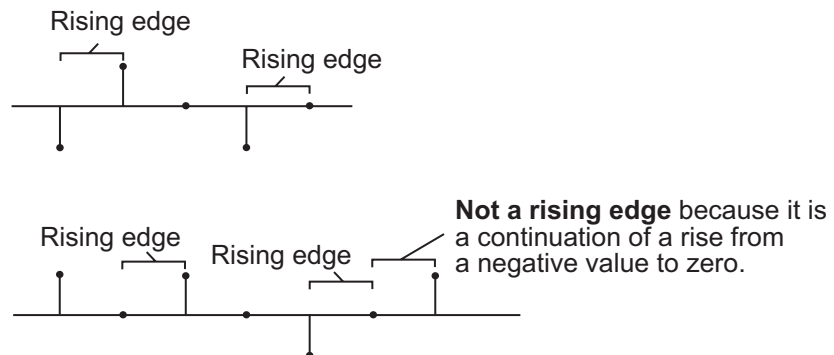 Rising edge
Rising edge
Not a rising edge because it is
a continuation of a rise from
a negative value to zero.
Rising edge
Rising edge